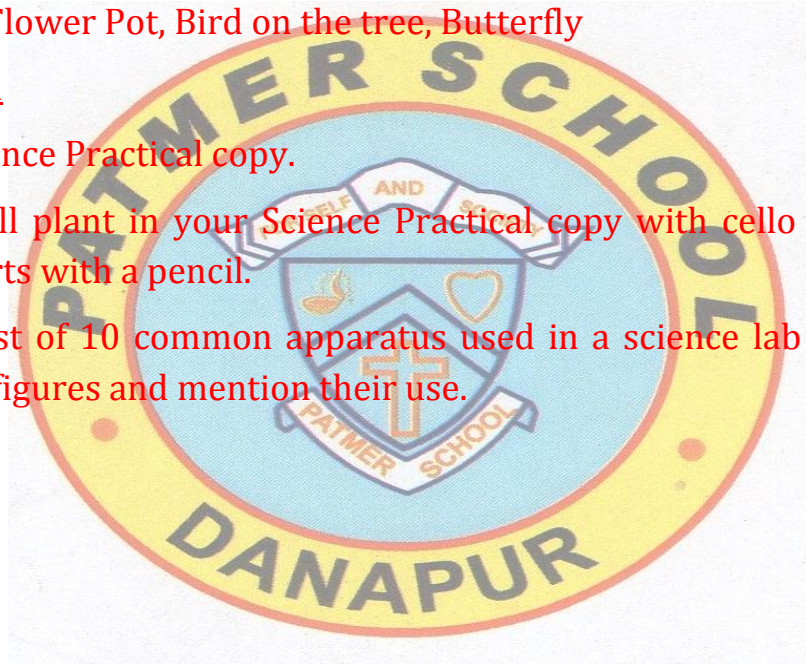 Flower Pot, Bird on the tree, Butterfly
nce Practical copy.
ll plant in your Science Practical copy with cello
rts with a pencil.
st of 10 common apparatus used in a science lab
figures and mention their use.
PATMER SCHOOL
AND
SOCIETY
PATMER SCHOOL
DANAPUR